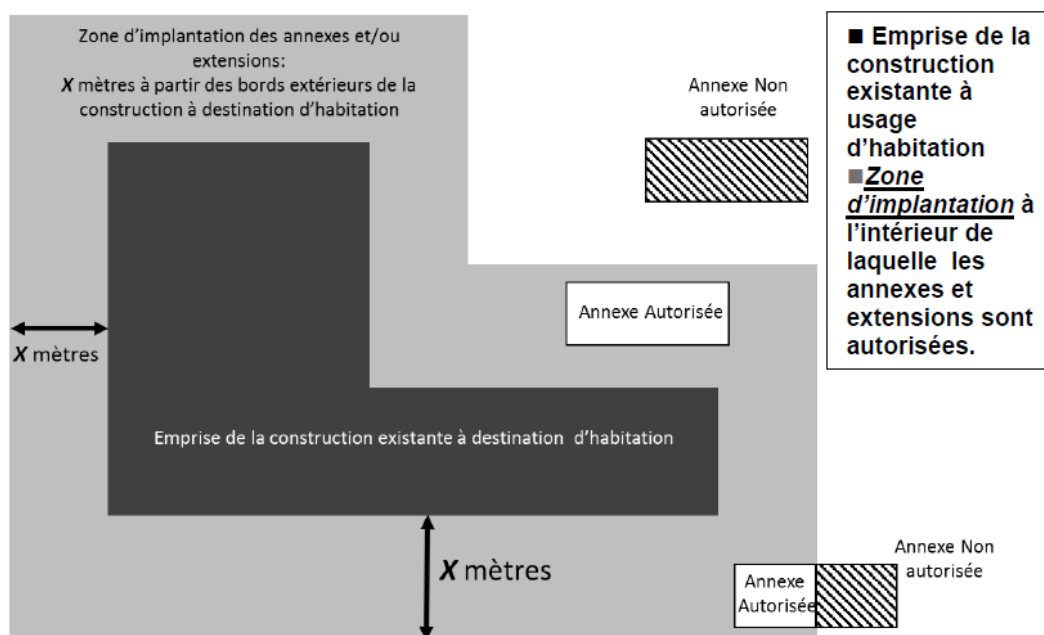 Zone d'implantation des annexes et/ou
extensions:
X mètres à partir des bords extérieurs de la
construction à destination d'habitation
Annexe Non
autorisée
■ Emprise de la
construction
existante à
usage
d'habitation
■Zone
d'implantation à
l'intérieur de
laquelle les
annexes et
extensions sont
autorisées.
Annexe Autorisée
X mètres
Emprise de la construction existante à destination d'habitation
X mètres
Annexe Non
autorisée
Annexe
Autorisée